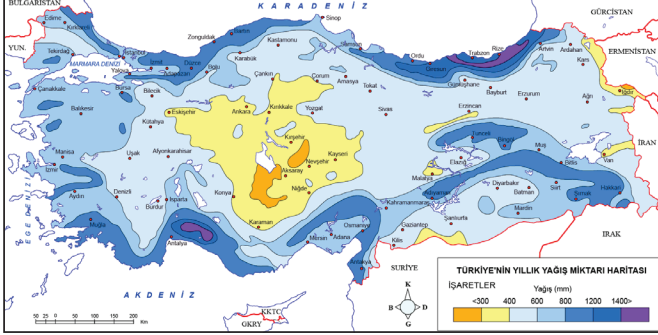 KARADENİZ
BULGARİSTAN
GÜRCİSTAN
YUN.
ERMENİSTAN
İRAN
IRAK
SURİYE
AKDENİZ
EGE DENİZİ
MARMARA DENİZİ
KKTC
GKRY
Edirne
Kırklareli
Tekirdağ
İstanbul
Yalova
İzmit
Adapazarı
Düzce
Bolu
Zonguldak
Bartın
Karabük
Kastamonu
Sinop
Samsun
Ordu
Giresun
Trabzon
Rize
Artvin
Ardahan
Kars
Iğdır
Ağrı
Çanakkale
Balıkesir
Bursa
Bilecik
Eskişehir
Kütahya
Ankara
Çankırı
Kırıkkale
Çorum
Amasya
Tokat
Yozgat
Sivas
Gümüşhane
Bayburt
Erzincan
Erzurum
Manisa
İzmir
Uşak
Afyonkarahisar
Kırşehir
Nevşehir
Kayseri
Aksaray
Niğde
Konya
Karaman
Aydın
Denizli
Muğla
Burdur
Isparta
Antalya
Mersin
Adana
Osmaniye
Antakya
Kahramanmaraş
Gaziantep
Kilis
Malatya
Adıyaman
Şanlıurfa
Elazığ
Tunceli
Bingöl
Muş
Bitlis
Van
Diyarbakır
Batman
Siirt
Mardin
Şırnak
Hakkari
K
B D
G
50 25 0 50 100 150 200
Km
TÜRKİYE'NİN YILLIK YAĞIŞ MİKTARI HARİTASI
İŞARETLER
Yağış (mm)
<300 400 600 800 1200 1400>